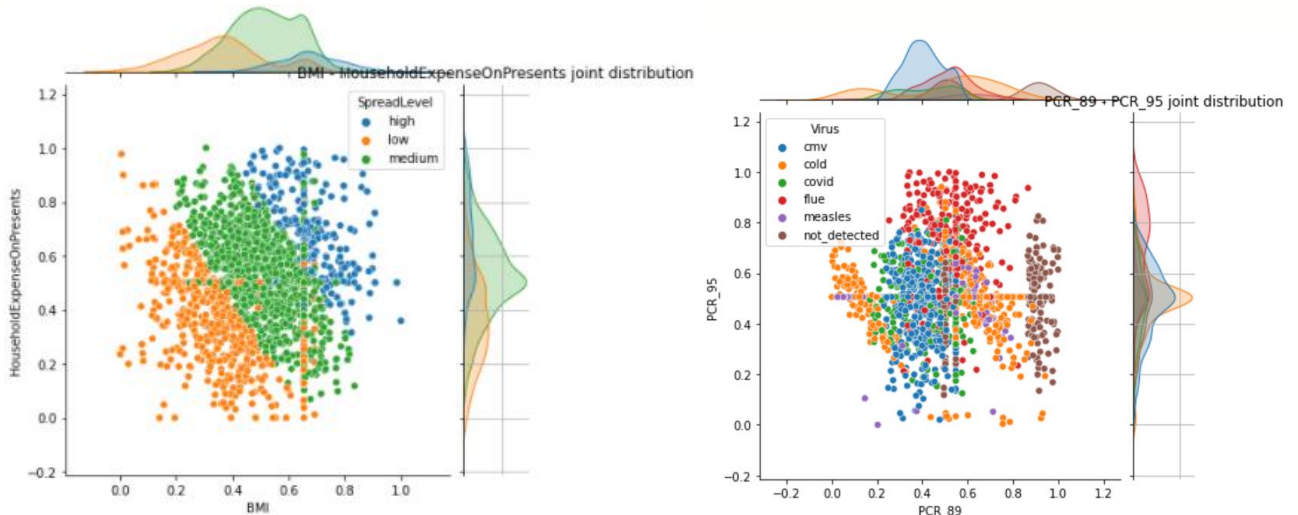 BMI - HouseholdExpenseOnPresents joint distribution
SpreadLevel
high
low
medium
HouseholdExpenseOnPresents
1.2
1.0
0.8
0.6
0.4
0.2
0.0
−0.2
0.0 0.2 0.4 0.6 0.8 1.0
BMI
PCR_89 - PCR_95 joint distribution
Virus
cmv
cold
covid
flue
measles
not_detected
PCR_95
1.2
1.0
0.8
0.6
0.4
0.2
0.0
−0.2
−0.2 0.0 0.2 0.4 0.6 0.8 1.0 1.2
PCR_89